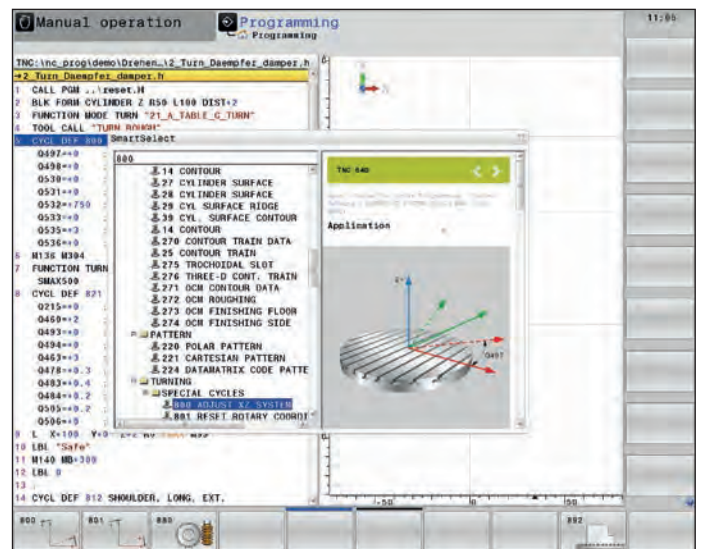 Manual operation
Programming
Programming
11:05
TNC:\nc_prog\demo\Drehen…\2_Turn_Daempfer_damper.h
→2_Turn_Daempfer_damper.h
1 CALL PGM ..\reset.H
2 BLK FORM CYLINDER Z R50 L100 DIST+2
3 FUNCTION MODE TURN "21_A_TABLE_C_TURN"
4 TOOL CALL "TURN_ROUGH"
5 CYCL DEF 800
Q497=+0 ;
Q498=+0 ;
Q530=+0 ;
Q531=+0 ;
Q532=+750 ;
Q533=+0 ;
Q535=+3 ;
Q536=+0 ;
6 M136 M304
7 FUNCTION TURN
SMAX500
8 CYCL DEF 821
Q215=+0 ;
Q460=+2 ;
Q493=+0 ;
Q494=+0 ;
Q463=+3 ;
Q478=+0.3 ;
Q483=+0.4 ;
Q484=+0.2 ;
Q505=+0.2 ;
Q506=+0 ;
9 L X+100 Y+0
10 LBL "Safe"
11 M140 MB+300
12 LBL 0
13
14 CYCL DEF 812 SHOULDER, LONG. EXT.
SmartSelect
800
14 CONTOUR
27 CYLINDER SURFACE
28 CYLINDER SURFACE
29 CYL SURFACE RIDGE
39 CYL. SURFACE CONTOUR
14 CONTOUR
270 CONTOUR TRAIN DATA
25 CONTOUR TRAIN
275 TROCHOIDAL SLOT
276 THREE-D CONT. TRAIN
271 OCM CONTOUR DATA
272 OCM ROUGHING
273 OCM FINISHING FLOOR
274 OCM FINISHING SIDE
PATTERN
220 POLAR PATTERN
221 CARTESIAN PATTERN
224 DATAMATRIX CODE PATTE
TURNING
SPECIAL CYCLES
800 ADJUST XZ SYSTEM
801 RESET ROTARY COORDI
TNC 640
Application
Q497
800
801
880
892